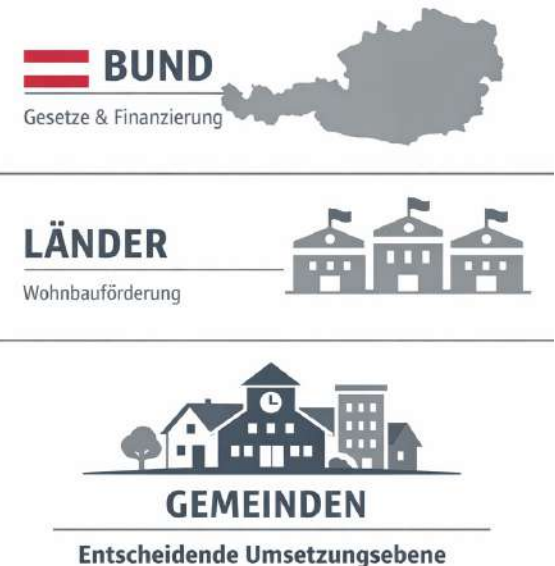 BUND
Gesetze & Finanzierung
LÄNDER
Wohnbauförderung
GEMEINDEN
Entscheidende Umsetzungsebene